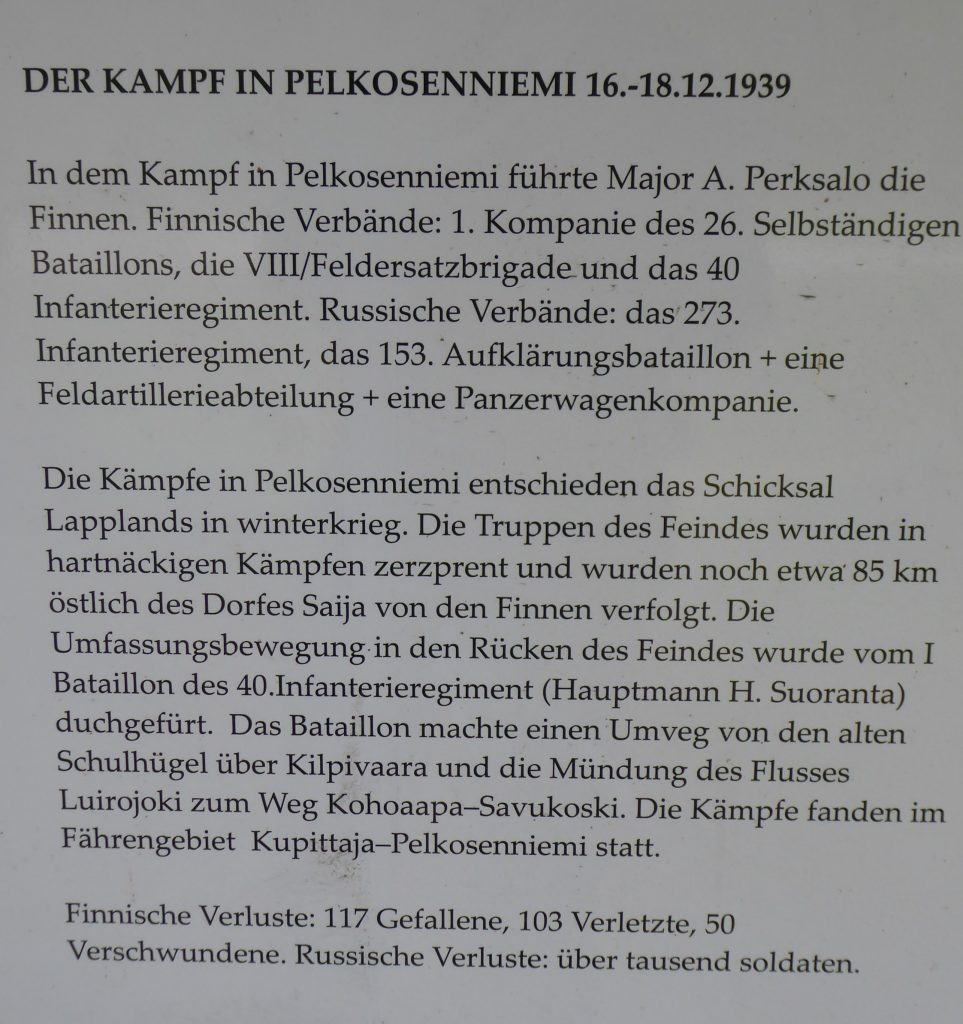 DER KAMPF IN PELKOSENNIEMI 16.-18.12.1939
In dem Kampf in Pelkosenniemi führte Major A. Perksalo die
Finnen. Finnische Verbände: 1. Kompanie des 26. Selbständigen
Bataillons, die VIII/Feldersatzbrigade und das 40
Infanterieregiment. Russische Verbände: das 273.
Infanterieregiment, das 153. Aufklärungsbataillon + eine
Feldartillerieabteilung + eine Panzerwagenkompanie.
Die Kämpfe in Pelkosenniemi entschieden das Schicksal
Lapplands in winterkrieg. Die Truppen des Feindes wurden in
hartnäckigen Kämpfen zerzprent und wurden noch etwa 85 km
östlich des Dorfes Saija von den Finnen verfolgt. Die
Umfassungsbewegung in den Rücken des Feindes wurde vom I
Bataillon des 40.Infanterieregiment (Hauptmann H. Suoranta)
duchgefürt. Das Bataillon machte einen Umveg von den alten
Schulhügel über Kilpivaara und die Mündung des Flusses
Luirojoki zum Weg Kohoaapa–Savukoski. Die Kämpfe fanden im
Fährengebiet Kupittaja–Pelkosenniemi statt.
Finnische Verluste: 117 Gefallene, 103 Verletzte, 50
Verschwundene. Russische Verluste: über tausend soldaten.